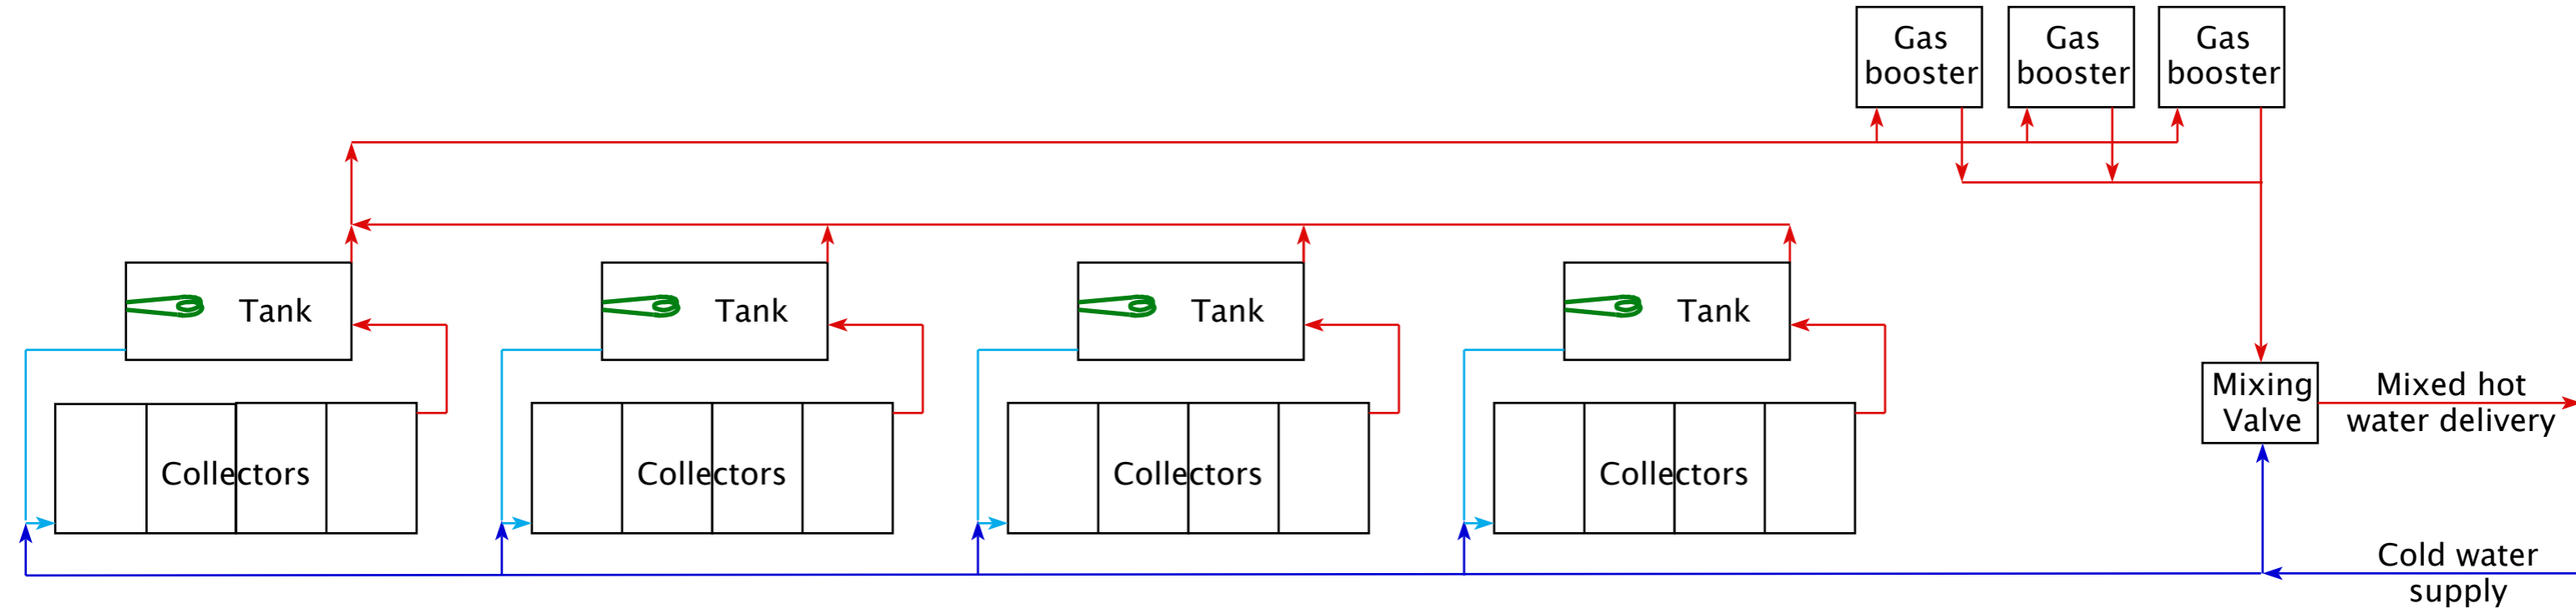 Gas
booster
Gas
booster
Gas
booster
Tank
Tank
Tank
Tank
Mixing
Valve
Mixed hot
water delivery
Collectors
Collectors
Collectors
Collectors
Cold water
supply